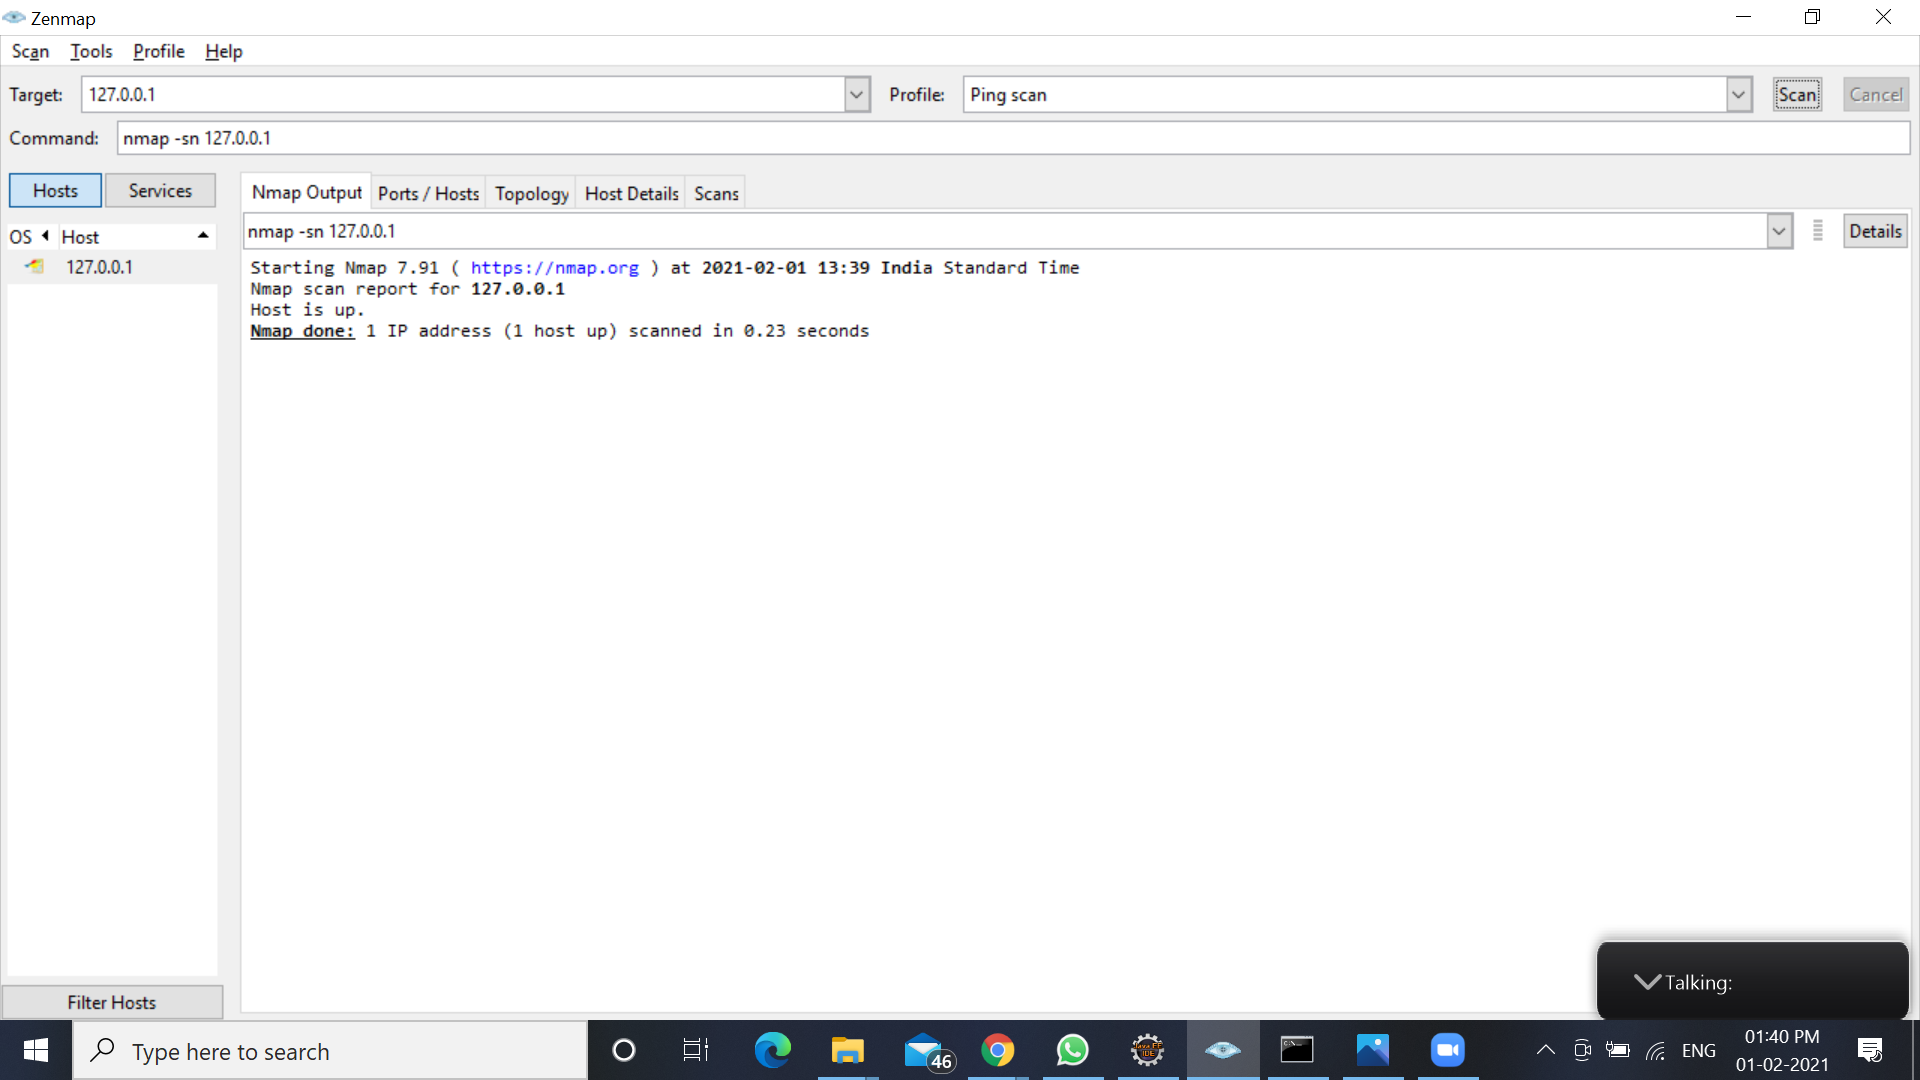 Zenmap
Scan Tools Profile Help
Target: 127.0.0.1 Profile: Ping scan Scan Cancel
Command: nmap -sn 127.0.0.1
Hosts Services
Nmap Output Ports / Hosts Topology Host Details Scans
OS Host
127.0.0.1
nmap -sn 127.0.0.1 Details
Starting Nmap 7.91 ( https://nmap.org ) at 2021-02-01 13:39 India Standard Time
Nmap scan report for 127.0.0.1
Host is up.
Nmap done: 1 IP address (1 host up) scanned in 0.23 seconds
Filter Hosts
Talking:
Type here to search
46
Java EE
IDE
ENG
01:40 PM
01-02-2021